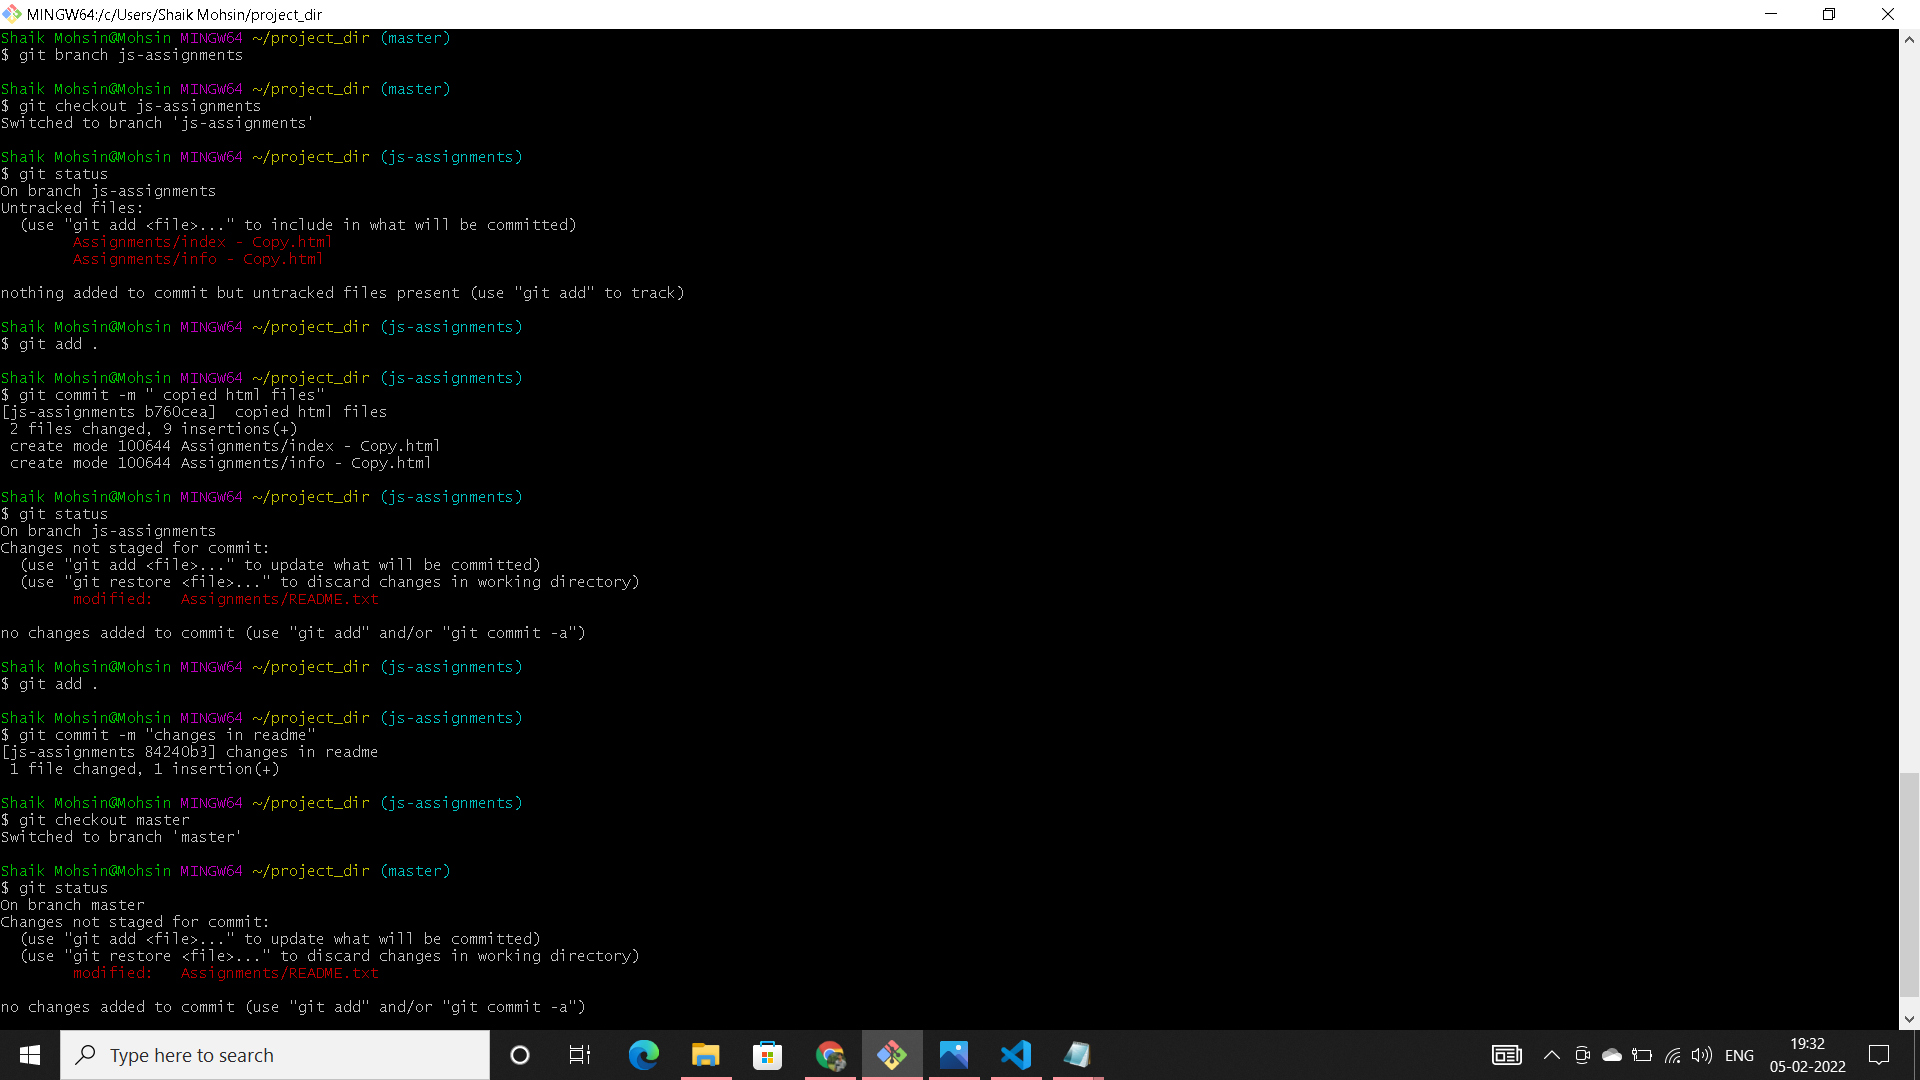 MINGW64:/c/Users/Shaik Mohsin/project_dir
Shaik Mohsin@Mohsin MINGW64 ~/project_dir (master)
$ git branch js-assignments
Shaik Mohsin@Mohsin MINGW64 ~/project_dir (master)
$ git checkout js-assignments
Switched to branch 'js-assignments'
Shaik Mohsin@Mohsin MINGW64 ~/project_dir (js-assignments)
$ git status
On branch js-assignments
Untracked files:
  (use "git add <file>..." to include in what will be committed)
        Assignments/index - Copy.html
        Assignments/info - Copy.html
nothing added to commit but untracked files present (use "git add" to track)
Shaik Mohsin@Mohsin MINGW64 ~/project_dir (js-assignments)
$ git add .
Shaik Mohsin@Mohsin MINGW64 ~/project_dir (js-assignments)
$ git commit -m " copied html files"
[js-assignments b760cea]  copied html files
 2 files changed, 9 insertions(+)
 create mode 100644 Assignments/index - Copy.html
 create mode 100644 Assignments/info - Copy.html
Shaik Mohsin@Mohsin MINGW64 ~/project_dir (js-assignments)
$ git status
On branch js-assignments
Changes not staged for commit:
  (use "git add <file>..." to update what will be committed)
  (use "git restore <file>..." to discard changes in working directory)
        modified:   Assignments/README.txt
no changes added to commit (use "git add" and/or "git commit -a")
Shaik Mohsin@Mohsin MINGW64 ~/project_dir (js-assignments)
$ git add .
Shaik Mohsin@Mohsin MINGW64 ~/project_dir (js-assignments)
$ git commit -m "changes in readme"
[js-assignments 84240b3] changes in readme
 1 file changed, 1 insertion(+)
Shaik Mohsin@Mohsin MINGW64 ~/project_dir (js-assignments)
$ git checkout master
Switched to branch 'master'
Shaik Mohsin@Mohsin MINGW64 ~/project_dir (master)
$ git status
On branch master
Changes not staged for commit:
  (use "git add <file>..." to update what will be committed)
  (use "git restore <file>..." to discard changes in working directory)
        modified:   Assignments/README.txt
no changes added to commit (use "git add" and/or "git commit -a")
Type here to search
ENG
19:32
05-02-2022